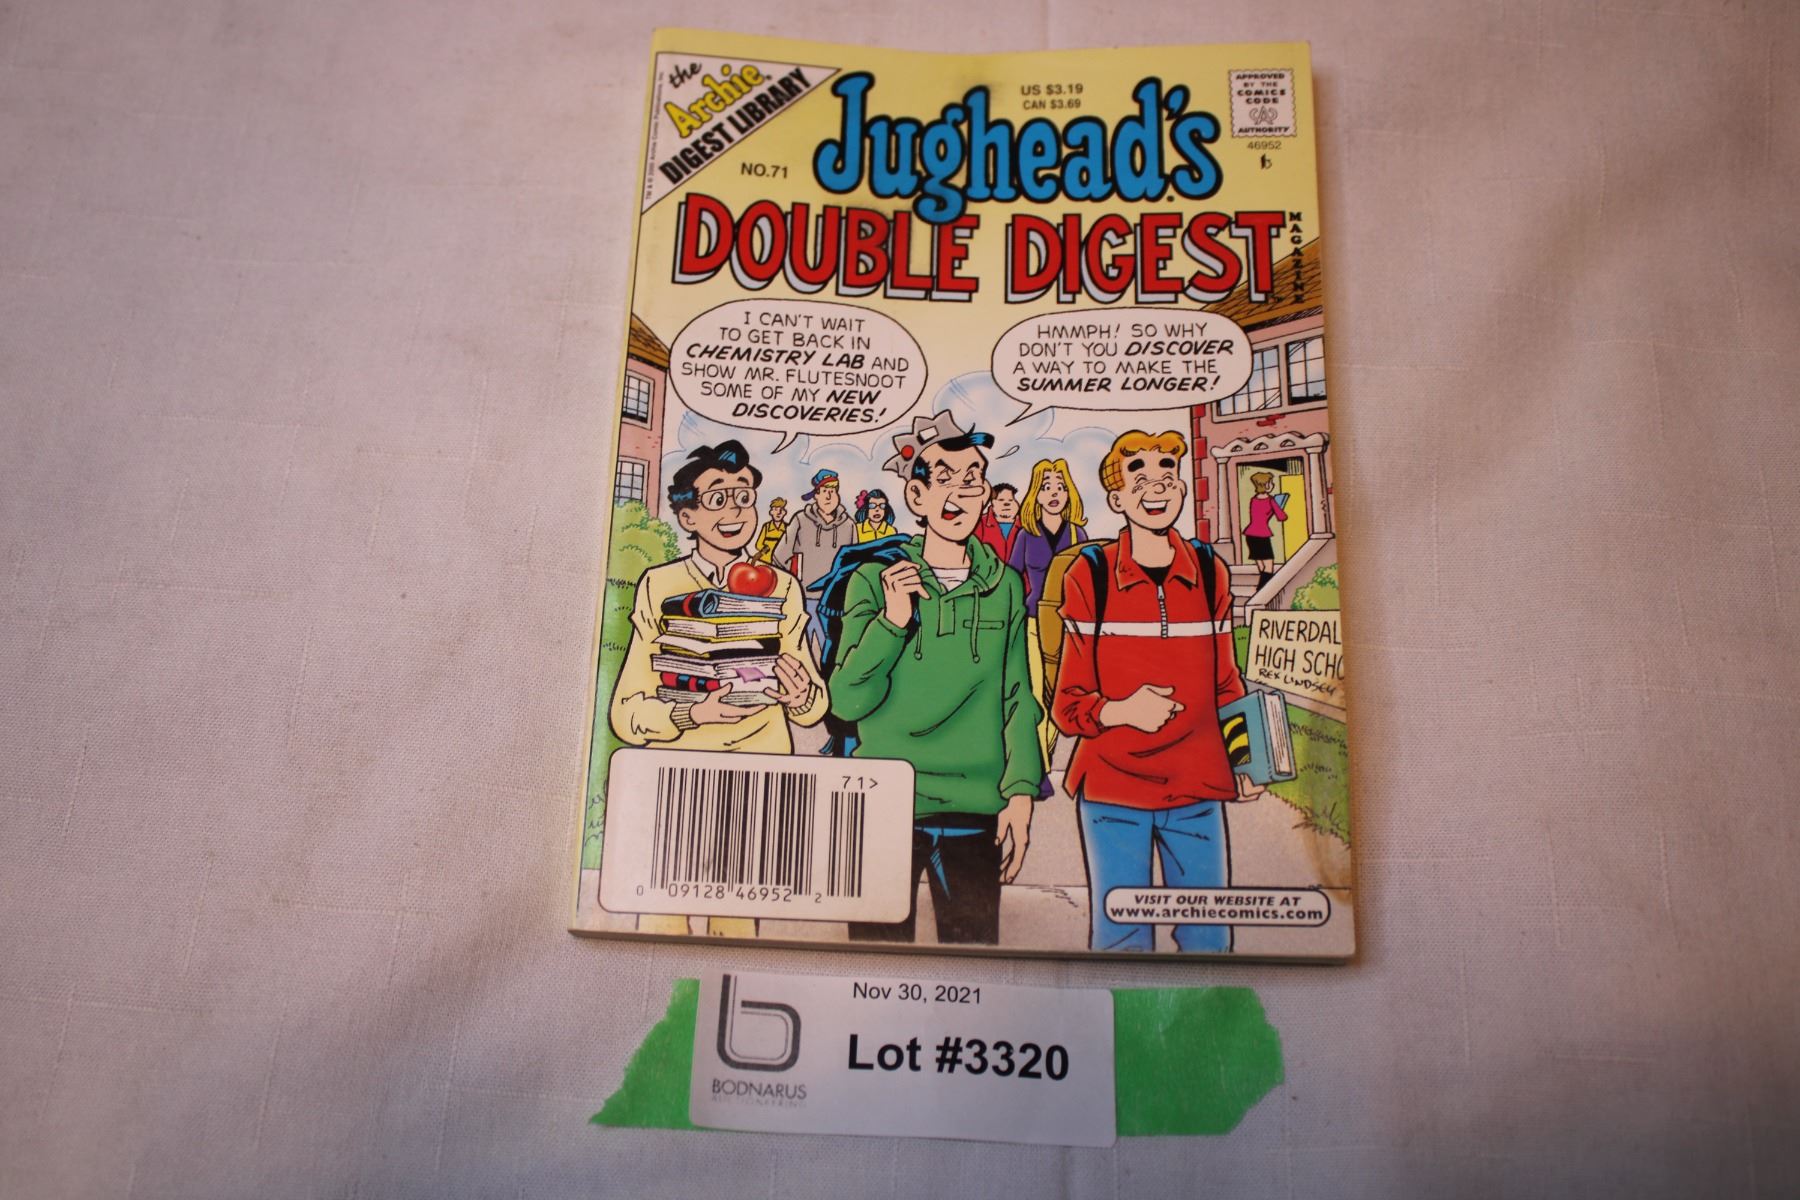 the
Archie
DIGEST LIBRARY
NO.71
US $3.19
CAN $3.69
Jughead's
DOUBLE DIGEST
MAGAZINE
APPROVED
BY THE
COMICS
CODE
CA
AUTHORITY
46952
I CAN'T WAIT
TO GET BACK IN
CHEMISTRY LAB AND
SHOW MR. FLUTESNOOT
SOME OF MY NEW
DISCOVERIES!
HMMPH! SO WHY
DON'T YOU DISCOVER
A WAY TO MAKE THE
SUMMER LONGER!
RIVERDAL
HIGH SCHO
REX LINDSEY
71>
0 09128 46952 2
VISIT OUR WEBSITE AT
www.archiecomics.com
Nov 30, 2021
Lot #3320
BODNARUS
AUCTIONEERING